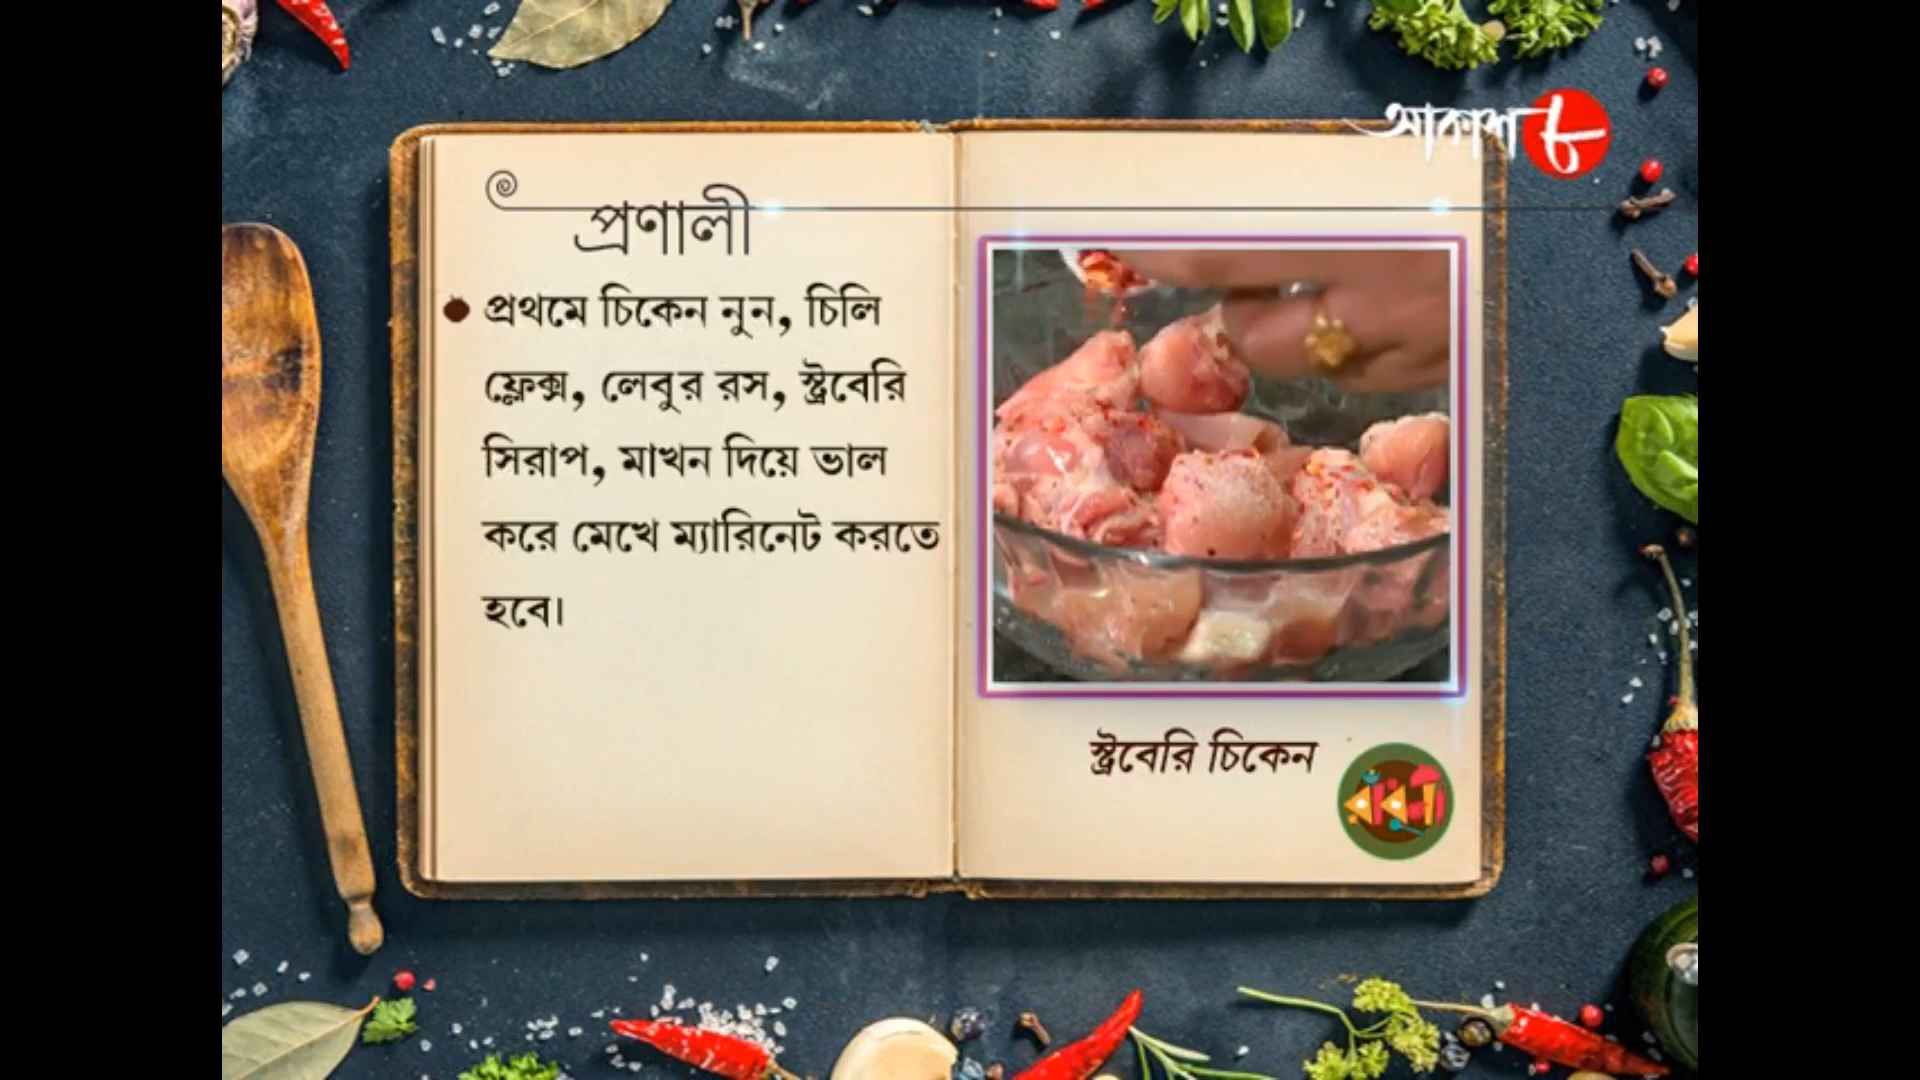 আকাশ ৮
প্রণালী
প্রথমে চিকেন নুন, চিলি
ফ্লেক্স, লেবুর রস, স্ট্রবেরি
সিরাপ, মাখন দিয়ে ভাল
করে মেখে ম্যারিনেট করতে
হবে।
স্ট্রবেরি চিকেন